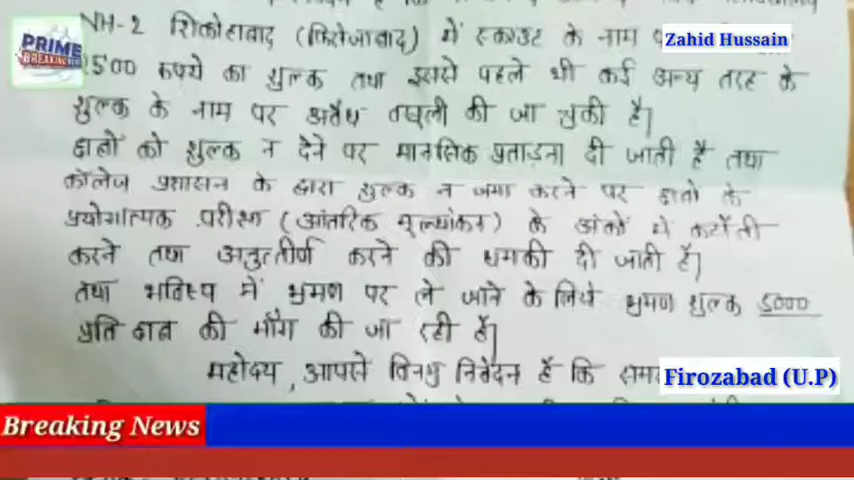 NH-2 शिकोहाबाद (फिरोजाबाद) में स्काउट के नाम
Zahid Hussain
PRIME
BREAKING NEWS
2500 रुपये का शुल्क तथा इससे पहले भी कई अन्य तरह के
शुल्क के नाम पर अवैध वसूली की जा चुकी है।
छात्रों को शुल्क न देने पर मानसिक प्रताड़ना दी जाती है तथा
कॉलेज प्रशासन के द्वारा शुल्क न जमा करने पर छात्रो के
प्रयोगात्मक परीक्षा (आंतरिक मूल्यांकन) के अंको मे कटौती
करने तथा अनुत्तीर्ण करने की धमकी दी जाती है।
तथा भविष्य में भ्रमण पर ले जाने के लिये भ्रमण शुल्क 5000
प्रति छात्र की माँग की जा रही है।
महोदय, आपसे विनम्र निवेदन है कि
Firozabad (U.P)
Breaking News